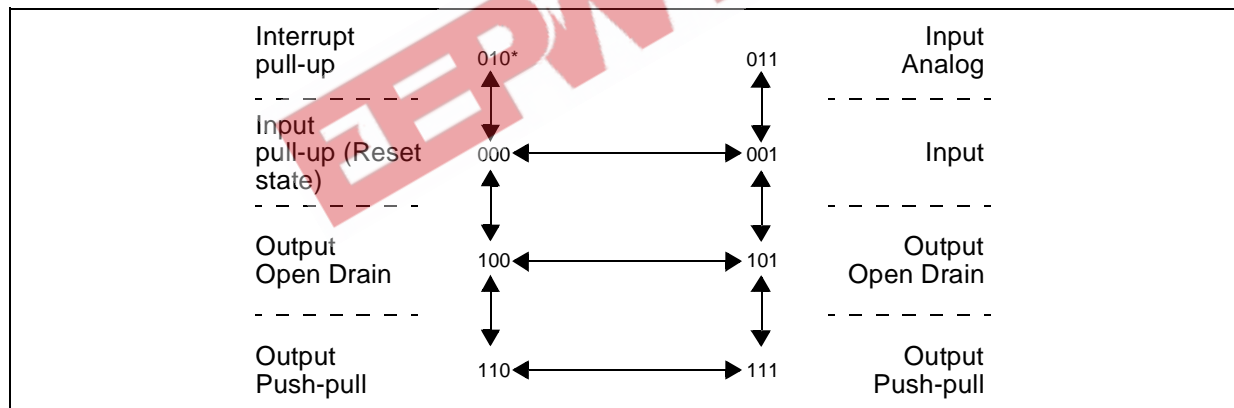 Interrupt
pull-up
010*
011
Input
Analog
Input
pull-up (Reset
state)
000
001
Input
Output
Open Drain
100
101
Output
Open Drain
Output
Push-pull
110
111
Output
Push-pull